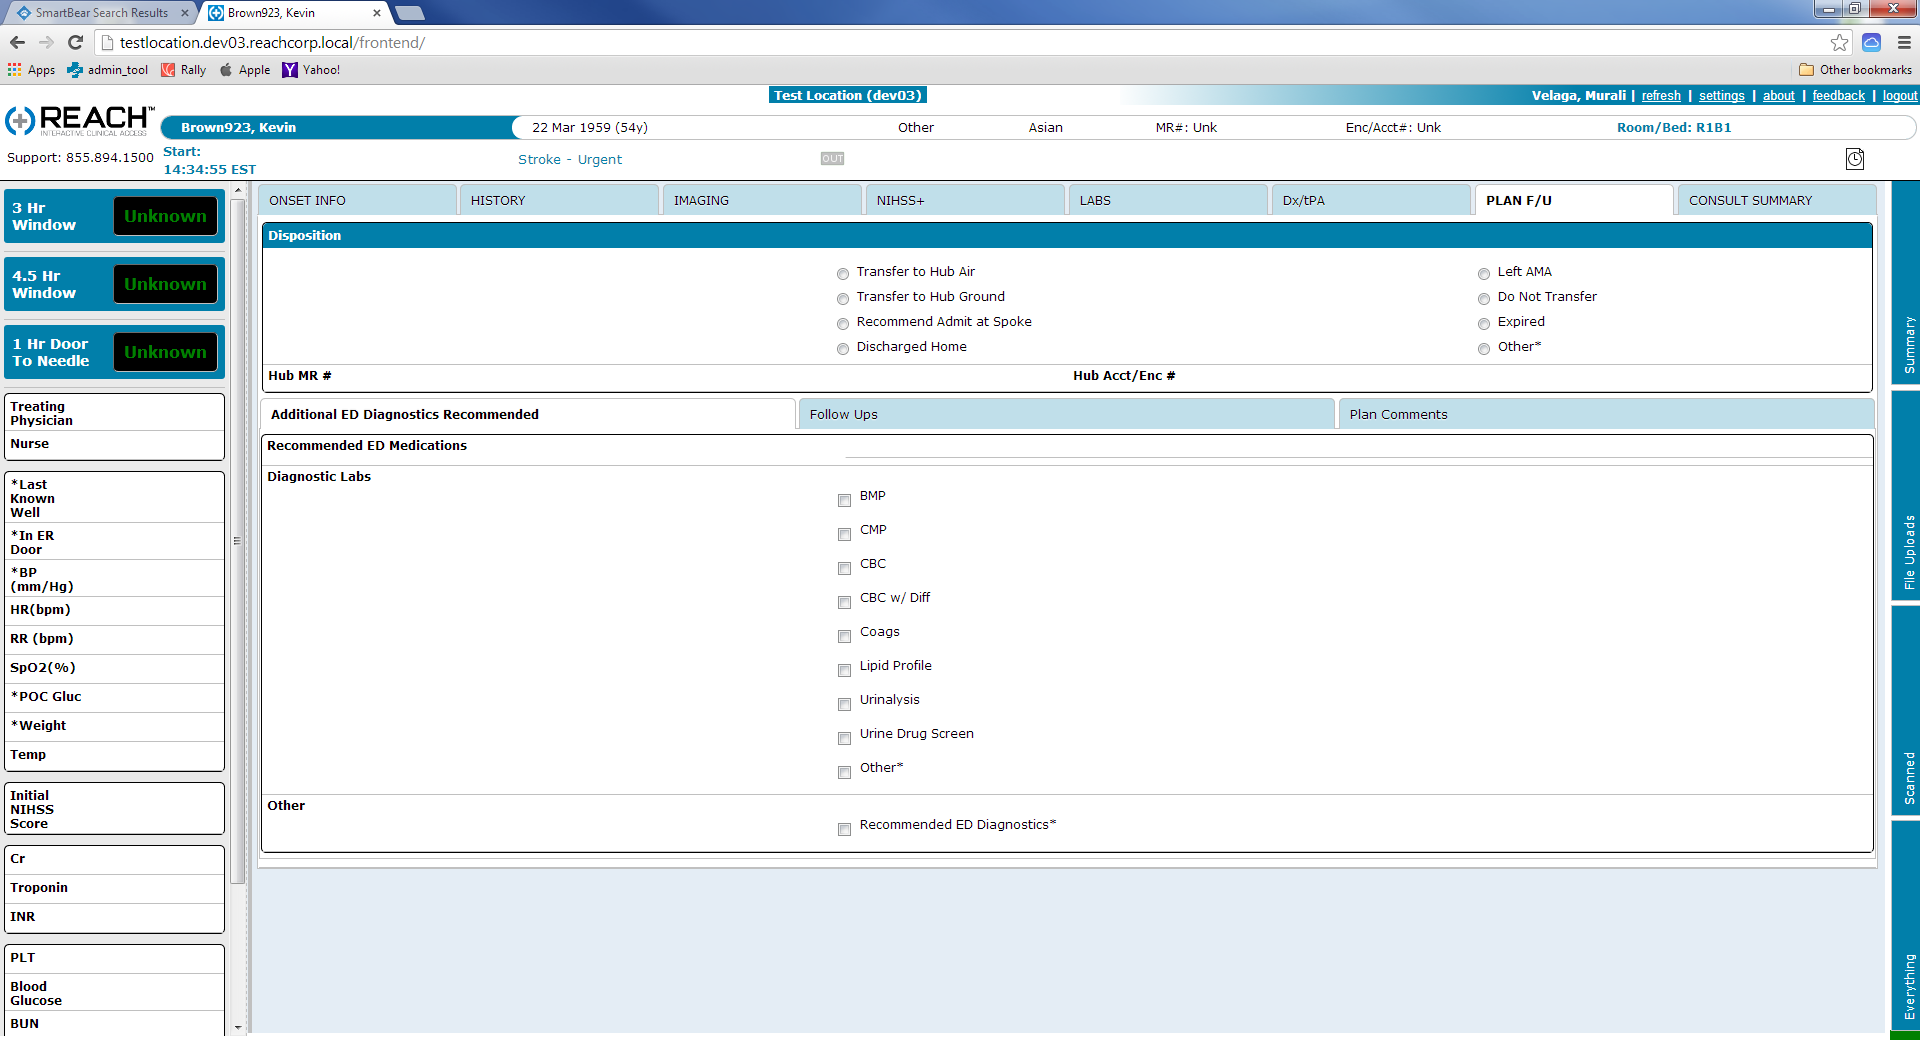 SmartBear Search Results
Brown923, Kevin
testlocation.dev03.reachcorp.local/frontend/
Apps admin_tool Rally Apple Yahoo! Other bookmarks
REACH™
INTERACTIVE CLINICAL ACCESS
Test Location (dev03)
Velaga, Murali | refresh | settings | about | feedback | logout
Brown923, Kevin 22 Mar 1959 (54y) Other Asian MR#: Unk Enc/Acct#: Unk Room/Bed: R1B1
Support: 855.894.1500
Start:
14:34:55 EST
Stroke - Urgent
OUT
3 Hr
Window
Unknown
4.5 Hr
Window
Unknown
1 Hr Door
To Needle
Unknown
Treating
Physician
Nurse
*Last
Known
Well
*In ER
Door
*BP
(mm/Hg)
HR(bpm)
RR (bpm)
SpO2(%)
*POC Gluc
*Weight
Temp
Initial
NIHSS
Score
Cr
Troponin
INR
PLT
Blood
Glucose
BUN
ONSET INFO HISTORY IMAGING NIHSS+ LABS Dx/tPA PLAN F/U CONSULT SUMMARY
Disposition
Transfer to Hub Air
Transfer to Hub Ground
Recommend Admit at Spoke
Discharged Home
Left AMA
Do Not Transfer
Expired
Other*
Hub MR # Hub Acct/Enc #
Additional ED Diagnostics Recommended Follow Ups Plan Comments
Recommended ED Medications
Diagnostic Labs
BMP
CMP
CBC
CBC w/ Diff
Coags
Lipid Profile
Urinalysis
Urine Drug Screen
Other*
Other
Recommended ED Diagnostics*
Summary
File Uploads
Scanned
Everything